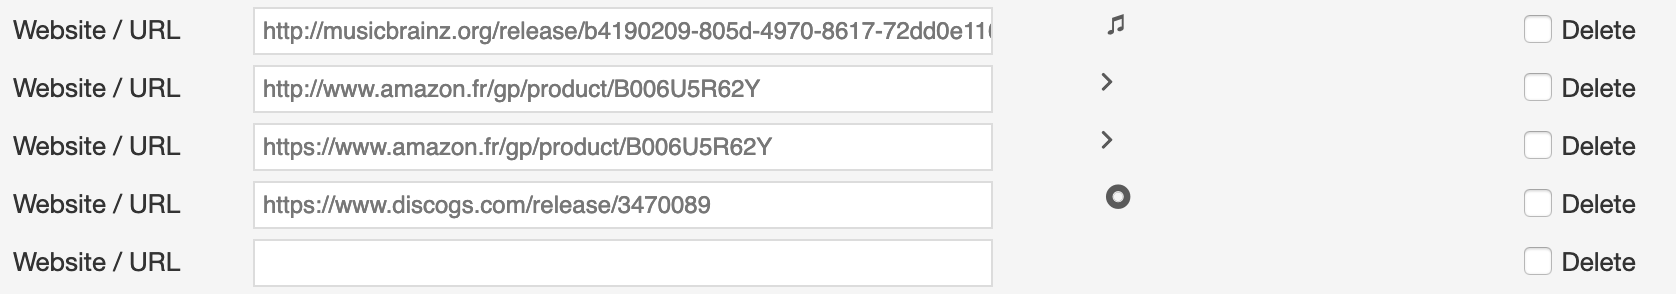 Website / URL http://musicbrainz.org/release/b4190209-805d-4970-8617-72dd0e11 Delete
Website / URL http://www.amazon.fr/gp/product/B006U5R62Y Delete
Website / URL https://www.amazon.fr/gp/product/B006U5R62Y Delete
Website / URL https://www.discogs.com/release/3470089 Delete
Website / URL Delete